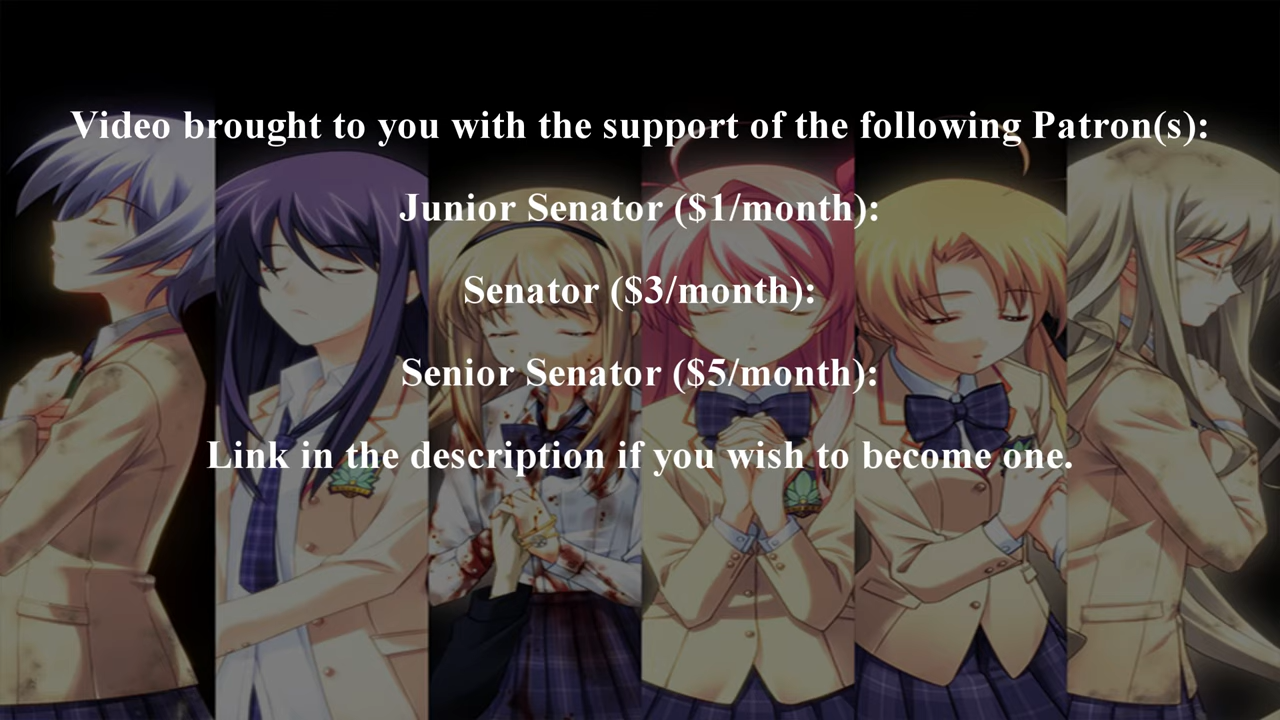 Video brought to you with the support of the following Patron(s):
Junior Senator ($1/month):
Senator ($3/month):
Senior Senator ($5/month):
Link in the description if you wish to become one.